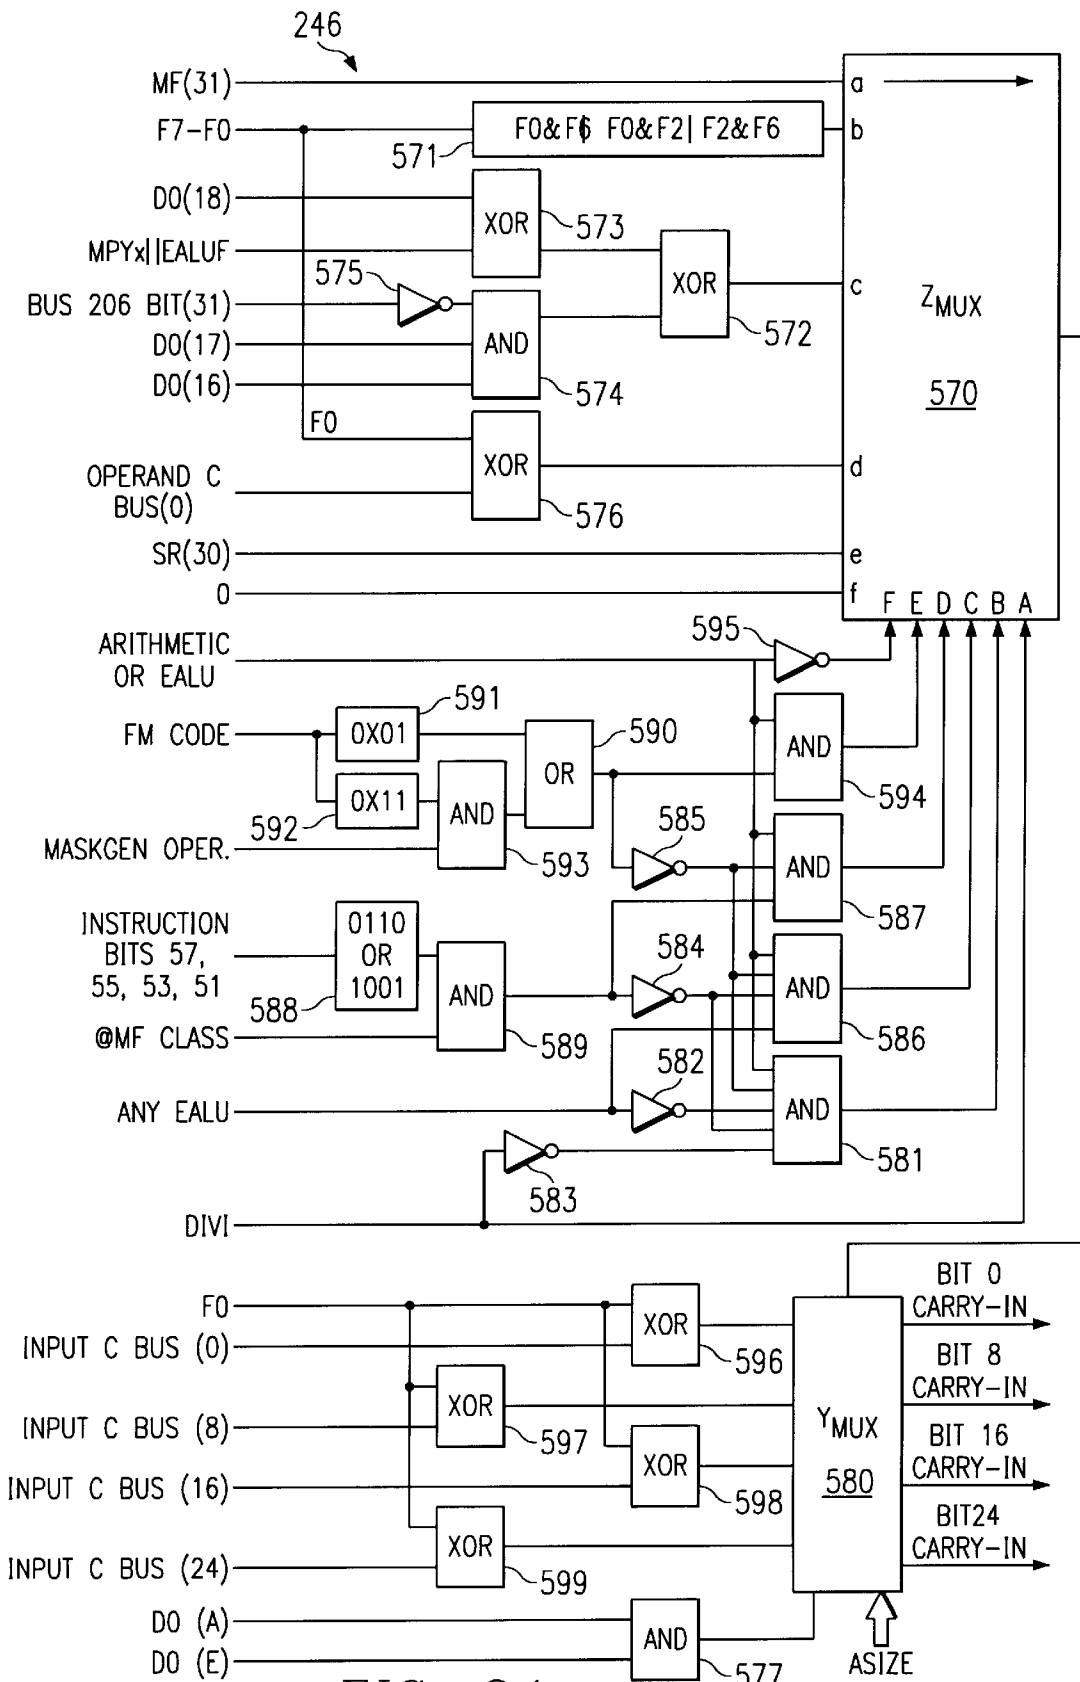 246
MF(31)
a
F7-F0
F0&F6| F0&F2| F2&F6
b
571
D0(18)
XOR
573
MPYx||EALUF
575
XOR
c
ZMUX
BUS 206 BIT(31)
AND
572
D0(17)
D0(16)
574
570
F0
XOR
d
OPERAND C
BUS(0)
576
SR(30)
e
0
f
F E D C B A
595
ARITHMETIC
OR EALU
591
FM CODE
0X01
590
OR
AND
594
0X11
AND
592
585
MASKGEN OPER.
593
AND
587
INSTRUCTION
BITS 57,
55, 53, 51
0110
OR
1001
584
588
AND
AND
@MF CLASS
589
586
582
ANY EALU
AND
581
583
DIVI
BIT 0
CARRY-IN
F0
XOR
INPUT C BUS (0)
596
BIT 8
CARRY-IN
XOR
YMUX
INPUT C BUS (8)
597
BIT 16
CARRY-IN
XOR
580
INPUT C BUS (16)
598
BIT24
CARRY-IN
XOR
INPUT C BUS (24)
599
D0 (A)
AND
D0 (E)
577
ASIZE